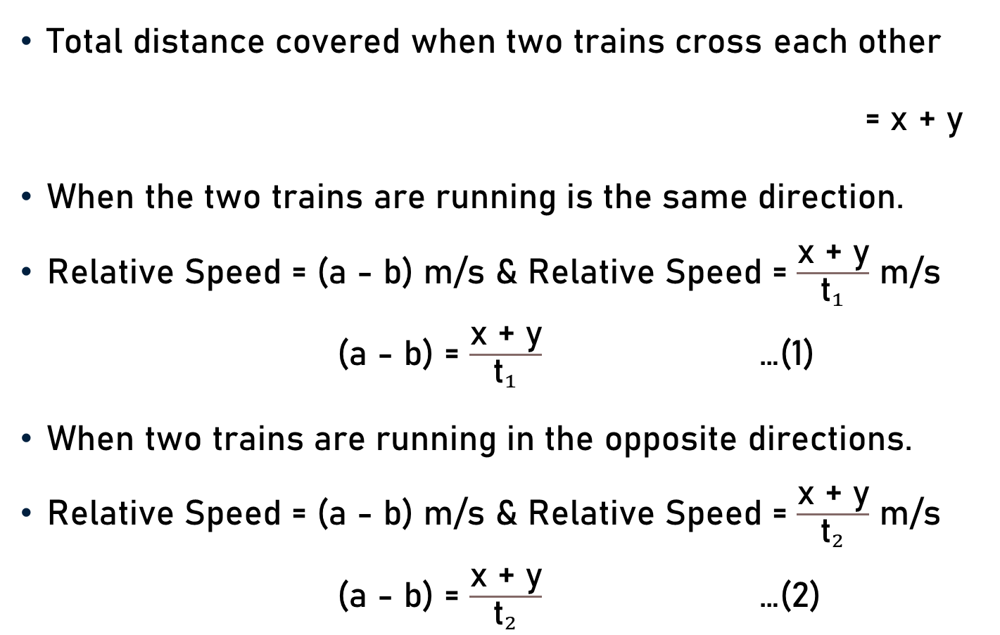 • Total distance covered when two trains cross each other
= x + y
• When the two trains are running is the same direction.
• Relative Speed = (a - b) m/s & Relative Speed = \frac{x + y}{t_1} m/s
(a - b) = \frac{x + y}{t_1} ...(1)
• When two trains are running in the opposite directions.
• Relative Speed = (a - b) m/s & Relative Speed = \frac{x + y}{t_2} m/s
(a - b) = \frac{x + y}{t_2} ...(2)